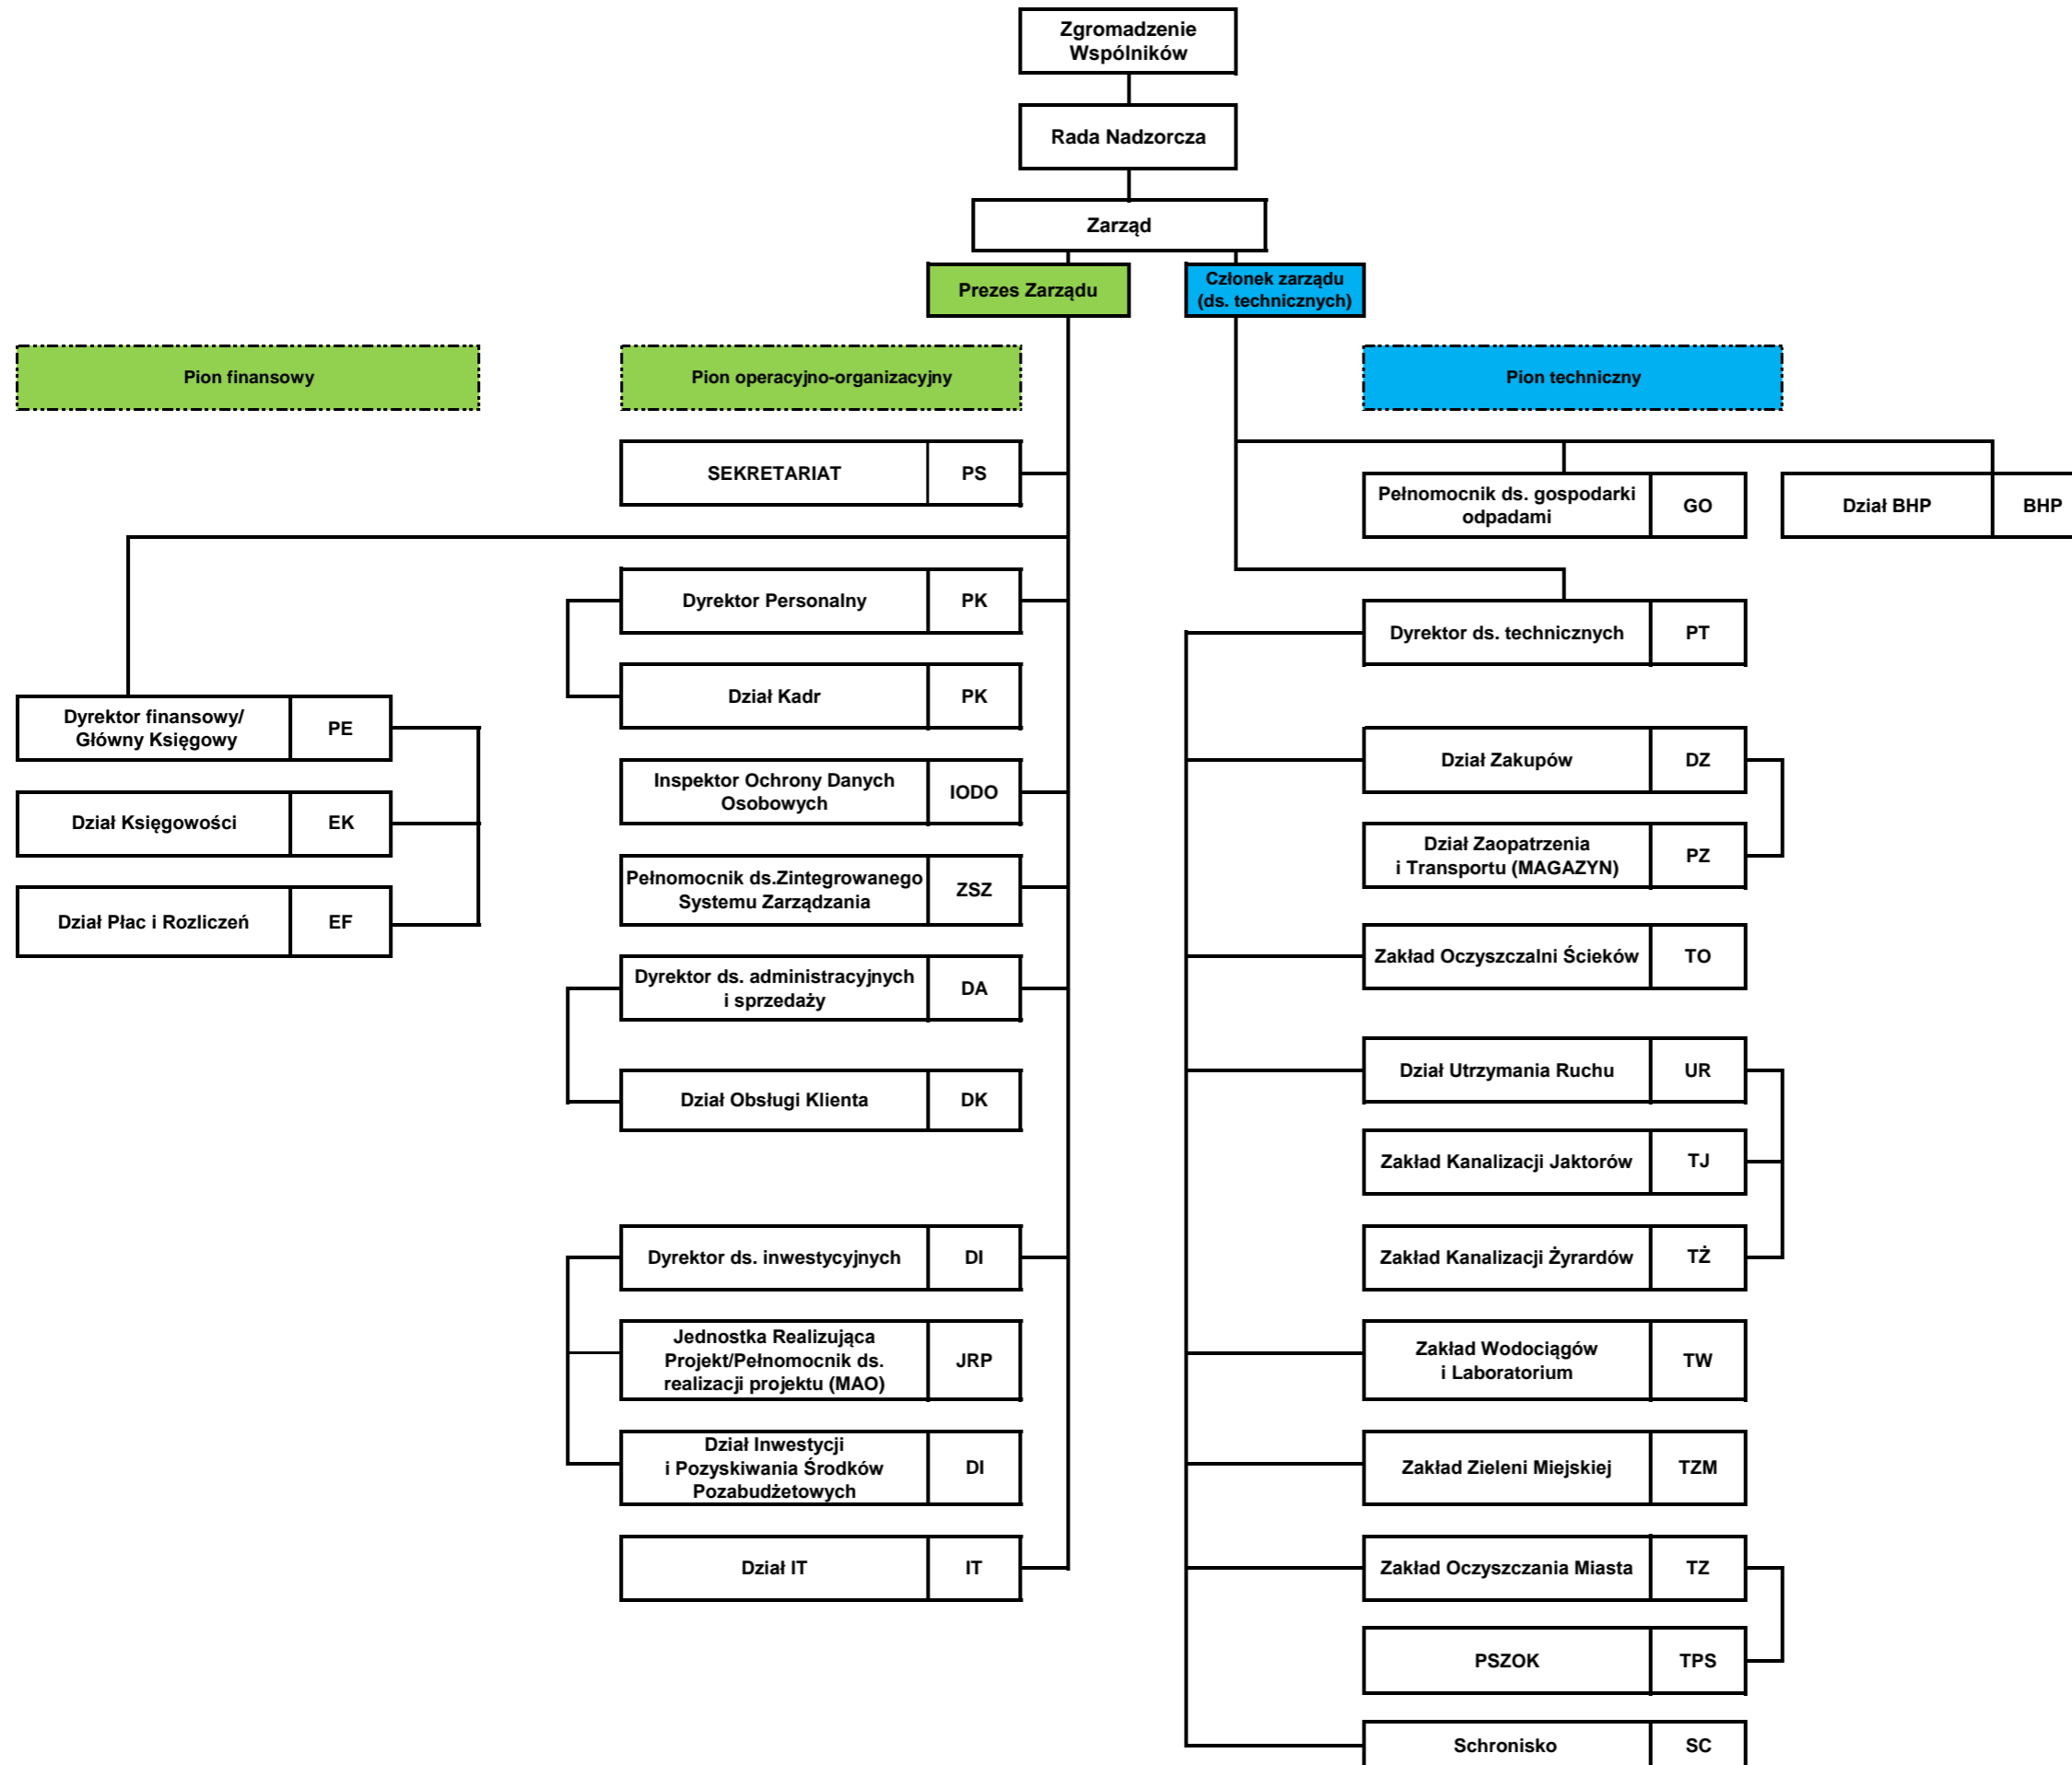 Zgromadzenie
Wspólników
Rada Nadzorcza
Zarząd
Prezes Zarządu
Członek zarządu
(ds. technicznych)
Pion finansowy
Pion operacyjno-organizacyjny
Pion techniczny
SEKRETARIAT PS
Pełnomocnik ds. gospodarki
odpadami
GO
Dział BHP BHP
Dyrektor Personalny PK
Dyrektor ds. technicznych PT
Dział Kadr PK
Dyrektor finansowy/
Główny Księgowy
PE
Dział Zakupów DZ
Inspektor Ochrony Danych
Osobowych
IODO
Dział Księgowości EK
Dział Zaopatrzenia
i Transportu (MAGAZYN)
PZ
Pełnomocnik ds.Zintegrowanego
Systemu Zarządzania
ZSZ
Dział Płac i Rozliczeń EF
Zakład Oczyszczalni Ścieków TO
Dyrektor ds. administracyjnych
i sprzedaży
DA
Dział Utrzymania Ruchu UR
Dział Obsługi Klienta DK
Zakład Kanalizacji Jaktorów TJ
Dyrektor ds. inwestycyjnych DI
Zakład Kanalizacji Żyrardów TŻ
Jednostka Realizująca
Projekt/Pełnomocnik ds.
realizacji projektu (MAO)
JRP
Zakład Wodociągów
i Laboratorium
TW
Dział Inwestycji
i Pozyskiwania Środków
Pozabudżetowych
DI
Zakład Zieleni Miejskiej TZM
Dział IT IT
Zakład Oczyszczania Miasta TZ
PSZOK TPS
Schronisko SC